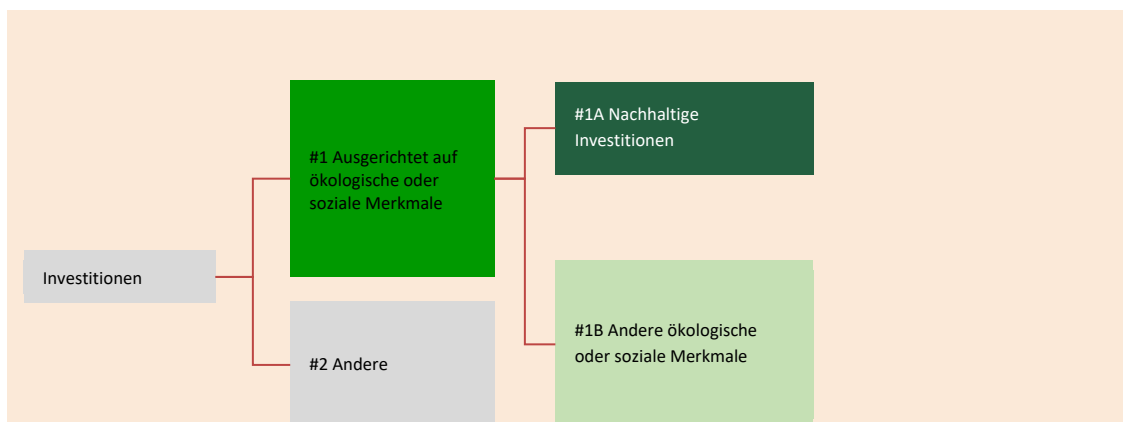 #1A Nachhaltige
Investitionen
#1 Ausgerichtet auf
ökologische oder
soziale Merkmale
Investitionen
#1B Andere ökologische
oder soziale Merkmale
#2 Andere